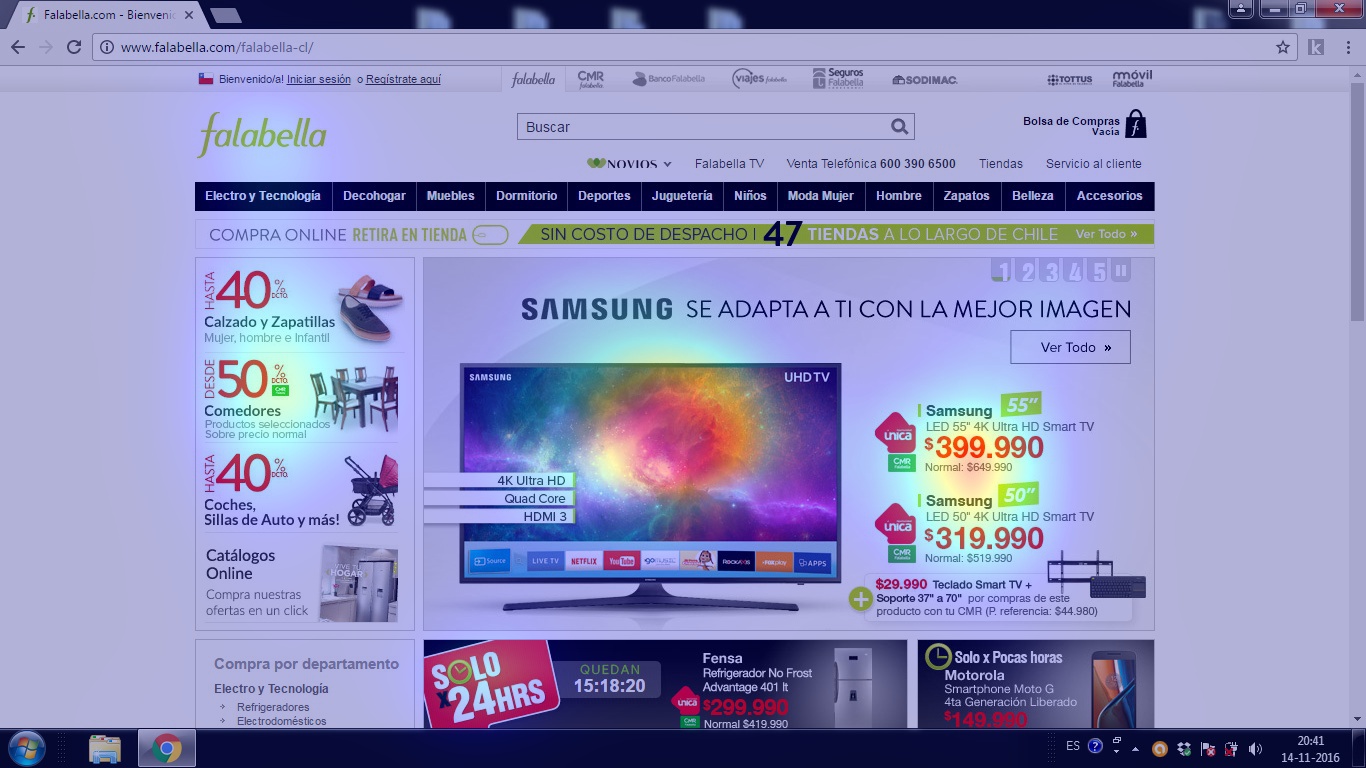 Falabella.com - Bienvenic
www.falabella.com/falabella-cl/
Bienvenido/a! Iniciar sesión o Regístrate aquí
falabella
CMR falabella
BancoFalabella
viajes falabella
Seguros Falabella
SODIMAC
TOTTUS
móvil Falabella
falabella
Buscar
Bolsa de Compras
Vacía
NOVIOS
Falabella TV
Venta Telefónica 600 390 6500
Tiendas
Servicio al cliente
Electro y Tecnología
Decohogar
Muebles
Dormitorio
Deportes
Juguetería
Niños
Moda Mujer
Hombre
Zapatos
Belleza
Accesorios
COMPRA ONLINE RETIRA EN TIENDA
SIN COSTO DE DESPACHO | 47 TIENDAS A LO LARGO DE CHILE
Ver Todo »
HASTA 40% DCTO.
Calzado y Zapatillas
Mujer, hombre e Infantil
DESDE 50% DCTO.
CMR
Comedores
Productos seleccionados
Sobre precio normal
HASTA 40% DCTO.
Coches,
Sillas de Auto y más!
Catálogos
Online
Compra nuestras
ofertas en un click
VIVE TU
HOGAR
1 2 3 4 5
SAMSUNG SE ADAPTA A TI CON LA MEJOR IMAGEN
Ver Todo »
SAMSUNG
UHD TV
4K Ultra HD
Quad Core
HDMI 3
Source
LIVE TV
NETFLIX
YouTube
FOXplay
APPS
Samsung 55"
LED 55" 4K Ultra HD Smart TV
única
$399.990
CMR
Normal: $649.990
Samsung 50"
LED 50" 4K Ultra HD Smart TV
única
$319.990
CMR
Normal: $519.990
$29.990 Teclado Smart TV +
Soporte 37" a 70" por compras de este
producto con tu CMR (P. referencia: $44.980)
Compra por departamento
Electro y Tecnología
Refrigeradores
Electrodomésticos
SOLO
x 24HRS
QUEDAN
15:18:20
Fensa
Refrigerador No Frost
Advantage 401 lt
única
$299.990
CMR
Normal $419.990
Solo x Pocas horas
Motorola
Smartphone Moto G
4ta Generación Liberado
$149.990
ES
20:41
14-11-2016